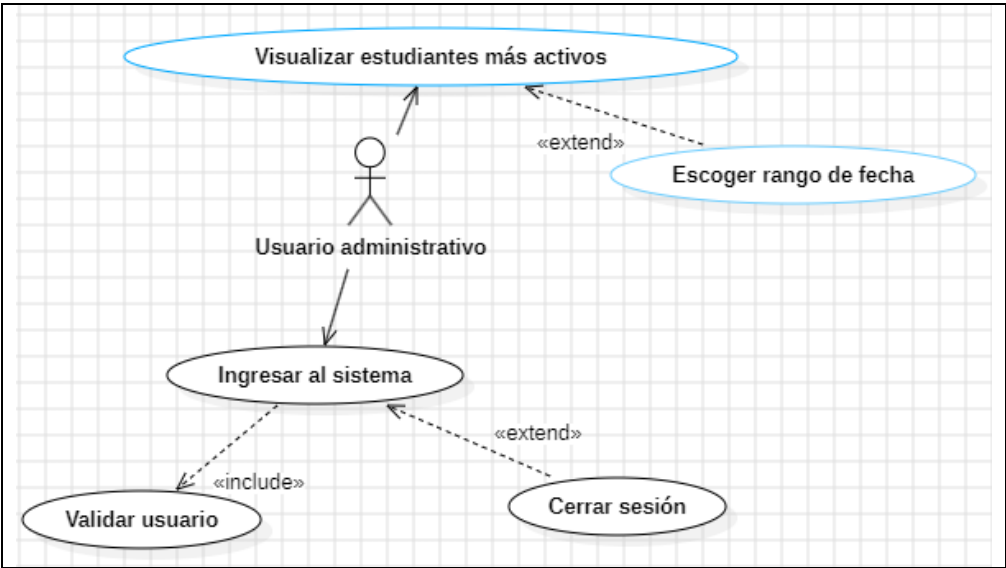 Visualizar estudiantes más activos
«extend»
Escoger rango de fecha
Usuario administrativo
Ingresar al sistema
«extend»
«include»
Cerrar sesión
Validar usuario